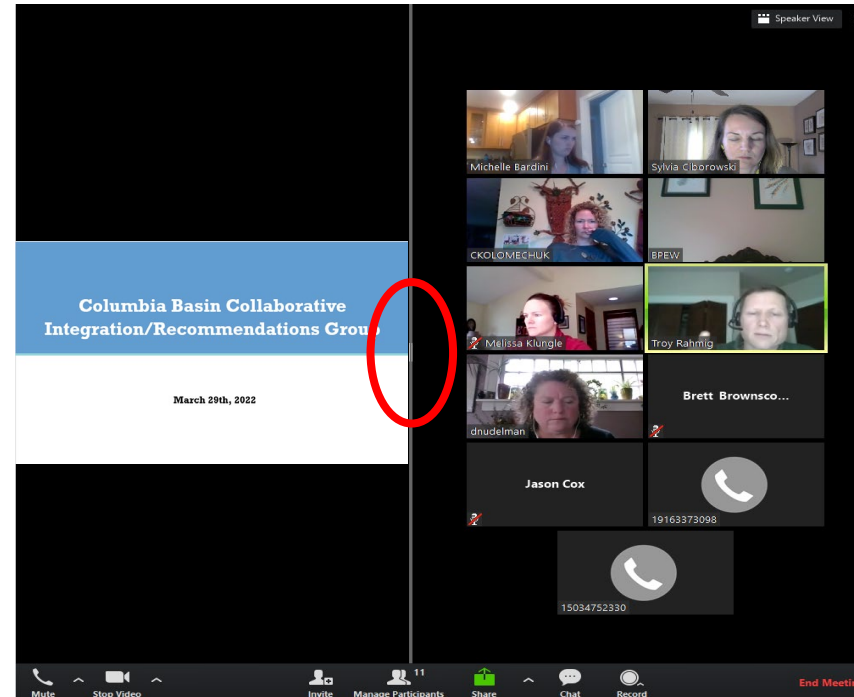 Speaker View
Columbia Basin Collaborative
Integration/Recommendations Group
March 29th, 2022
Michelle Bardini
Sylvia Ciborowski
CKOLOMECHUK
BPEW
Melissa Klungle
Troy Rahmig
dnudelman
Brett Brownsco...
Jason Cox
19163373098
15034752330
Mute
Stop Video
Invite
Manage Participants
11
Share
Chat
Record
End Meetin